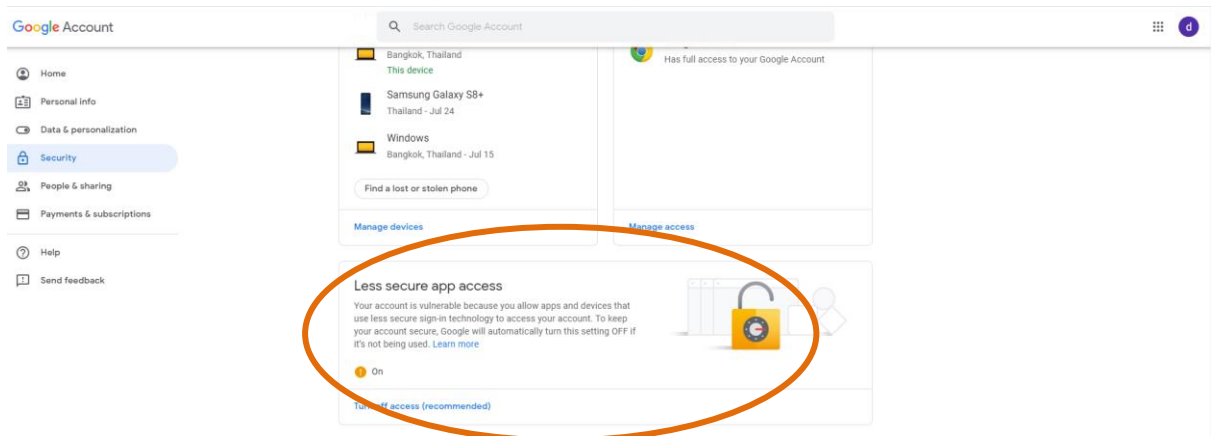 Google Account
Search Google Account
d
Home
Personal info
Data & personalization
Security
People & sharing
Payments & subscriptions
Help
Send feedback
Bangkok, Thailand
This device
Samsung Galaxy S8+
Thailand - Jul 24
Windows
Bangkok, Thailand - Jul 15
Find a lost or stolen phone
Manage devices
Has full access to your Google Account
Manage access
Less secure app access
Your account is vulnerable because you allow apps and devices that
use less secure sign-in technology to access your account. To keep
your account secure, Google will automatically turn this setting OFF if
it's not being used. Learn more
On
Turn off access (recommended)